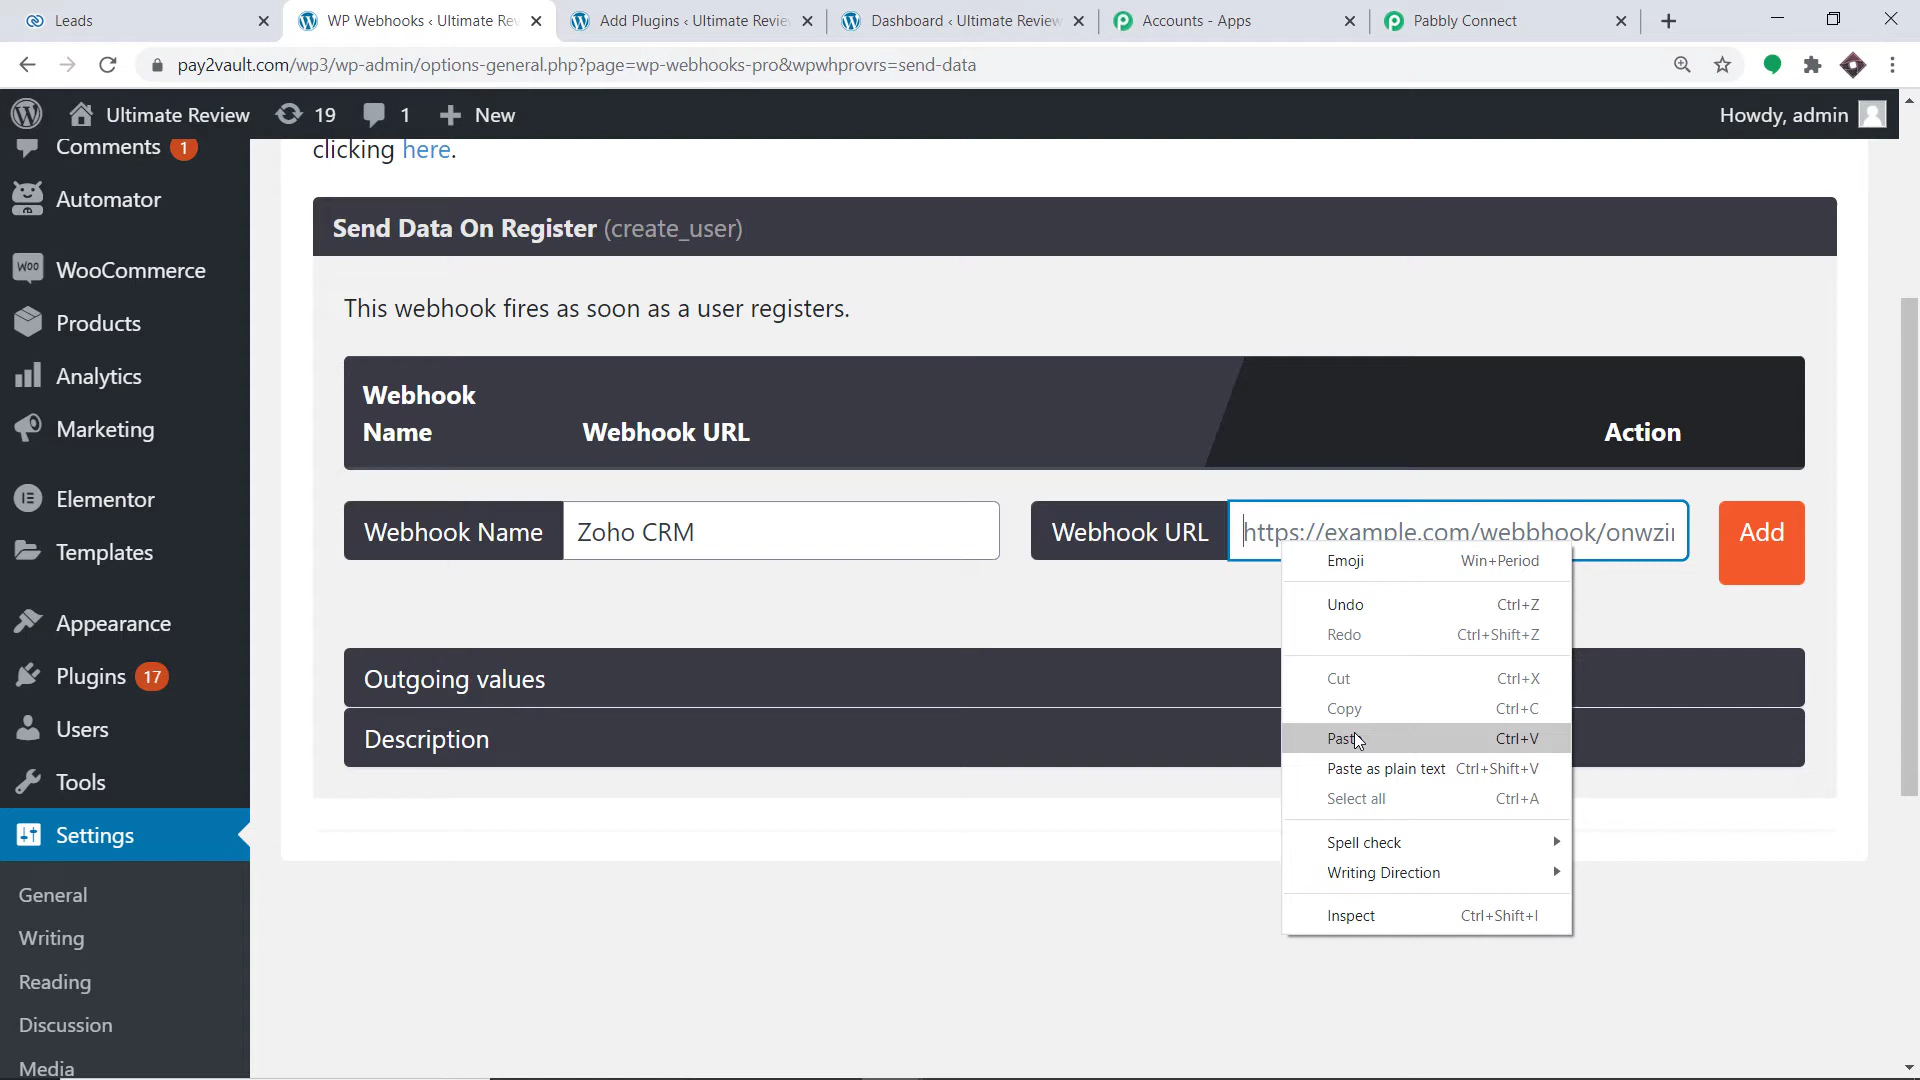 Leads
WP Webhooks ‹ Ultimate Rev
Add Plugins ‹ Ultimate Review
Dashboard ‹ Ultimate Review
Accounts - Apps
Pabbly Connect
pay2vault.com/wp3/wp-admin/options-general.php?page=wp-webhooks-pro&wpwhprovrs=send-data
Ultimate Review
19
1
New
Howdy, admin
Comments 1
Automator
WooCommerce
Products
Analytics
Marketing
Elementor
Templates
Appearance
Plugins 17
Users
Tools
Settings
General
Writing
Reading
Discussion
Media
clicking here.
Send Data On Register (create_user)
This webhook fires as soon as a user registers.
Webhook
Name
Webhook URL
Action
Webhook Name
Zoho CRM
Webhook URL
https://example.com/webbhook/onwzi
Add
Outgoing values
Description
Emoji Win+Period
Undo Ctrl+Z
Redo Ctrl+Shift+Z
Cut Ctrl+X
Copy Ctrl+C
Paste Ctrl+V
Paste as plain text Ctrl+Shift+V
Select all Ctrl+A
Spell check
Writing Direction
Inspect Ctrl+Shift+I